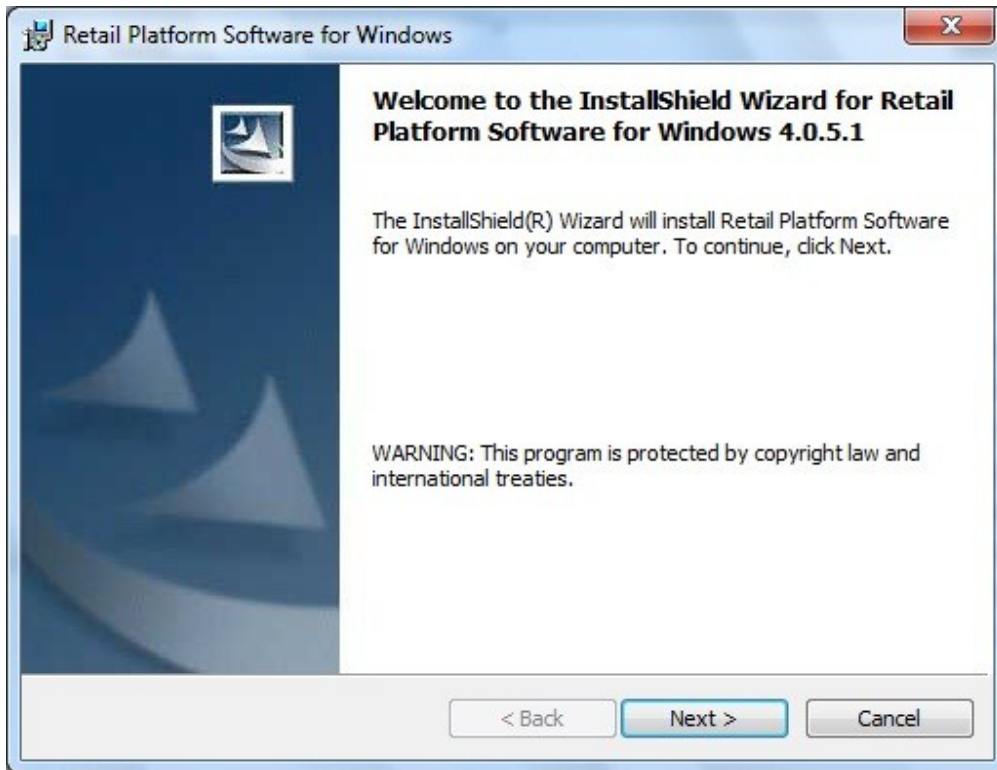 Retail Platform Software for Windows
Welcome to the InstallShield Wizard for Retail
Platform Software for Windows 4.0.5.1
The InstallShield(R) Wizard will install Retail Platform Software
for Windows on your computer. To continue, click Next.
WARNING: This program is protected by copyright law and
international treaties.
< Back
Next >
Cancel